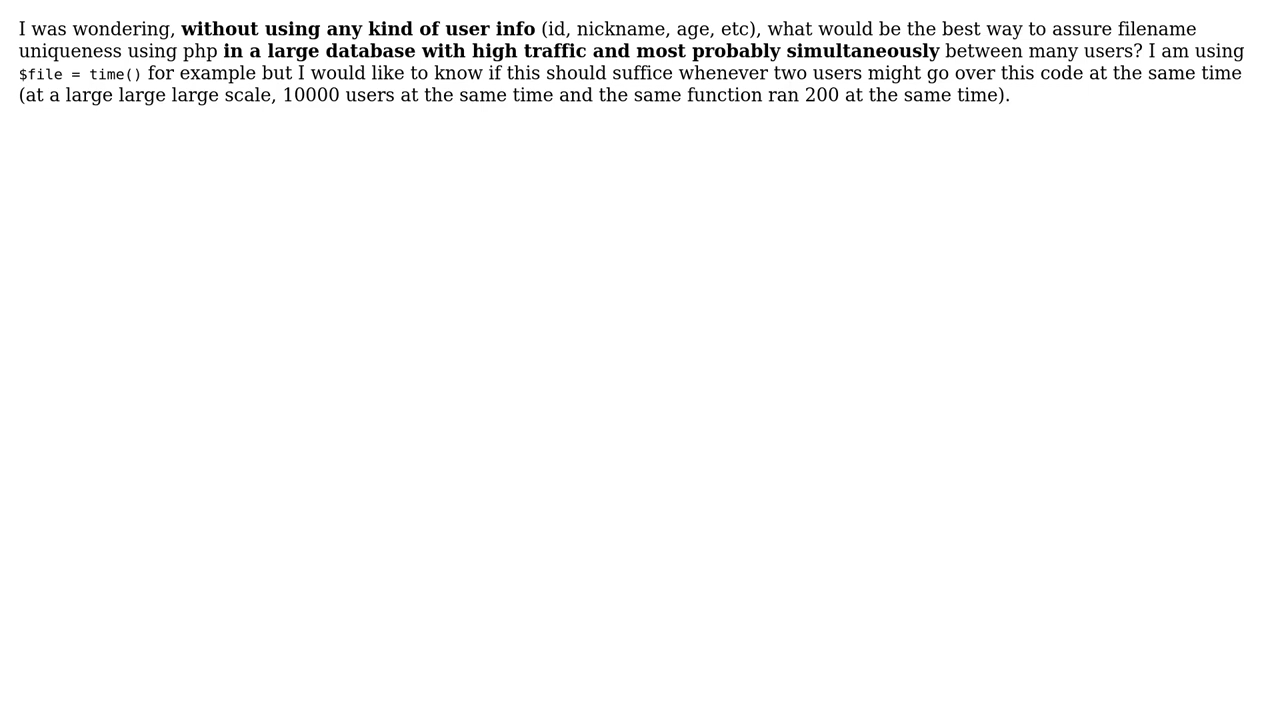 I was wondering, without using any kind of user info (id, nickname, age, etc), what would be the best way to assure filename
uniqueness using php in a large database with high traffic and most probably simultaneously between many users? I am using
$file = time() for example but I would like to know if this should suffice whenever two users might go over this code at the same time
(at a large large large scale, 10000 users at the same time and the same function ran 200 at the same time).